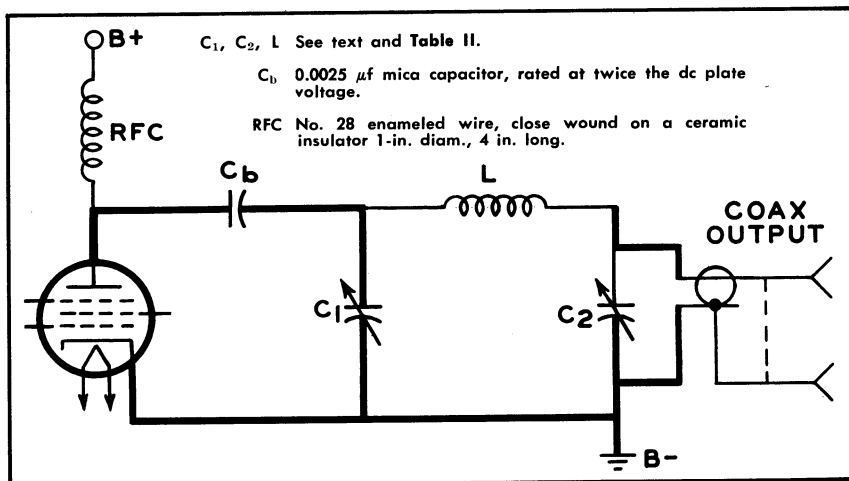 B+
C₁, C₂, L See text and Table II.
C_b 0.0025 μf mica capacitor, rated at twice the dc plate
voltage.
RFC No. 28 enameled wire, close wound on a ceramic
insulator 1-in. diam., 4 in. long.
RFC
Cb
L
COAX
OUTPUT
C1
C2
B-